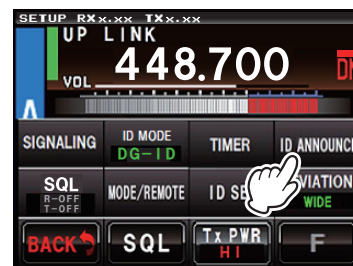 SETUP RXx.xx TXx.xx
UP LINK
448.700
VOL
SIGNALING ID MODE TIMER ID ANNOUNC
DG-ID
SQL MODE/REMOTE ID SE VIATION
R-OFF WIDE
T-OFF
BACK SQL Tx PWR F
HI